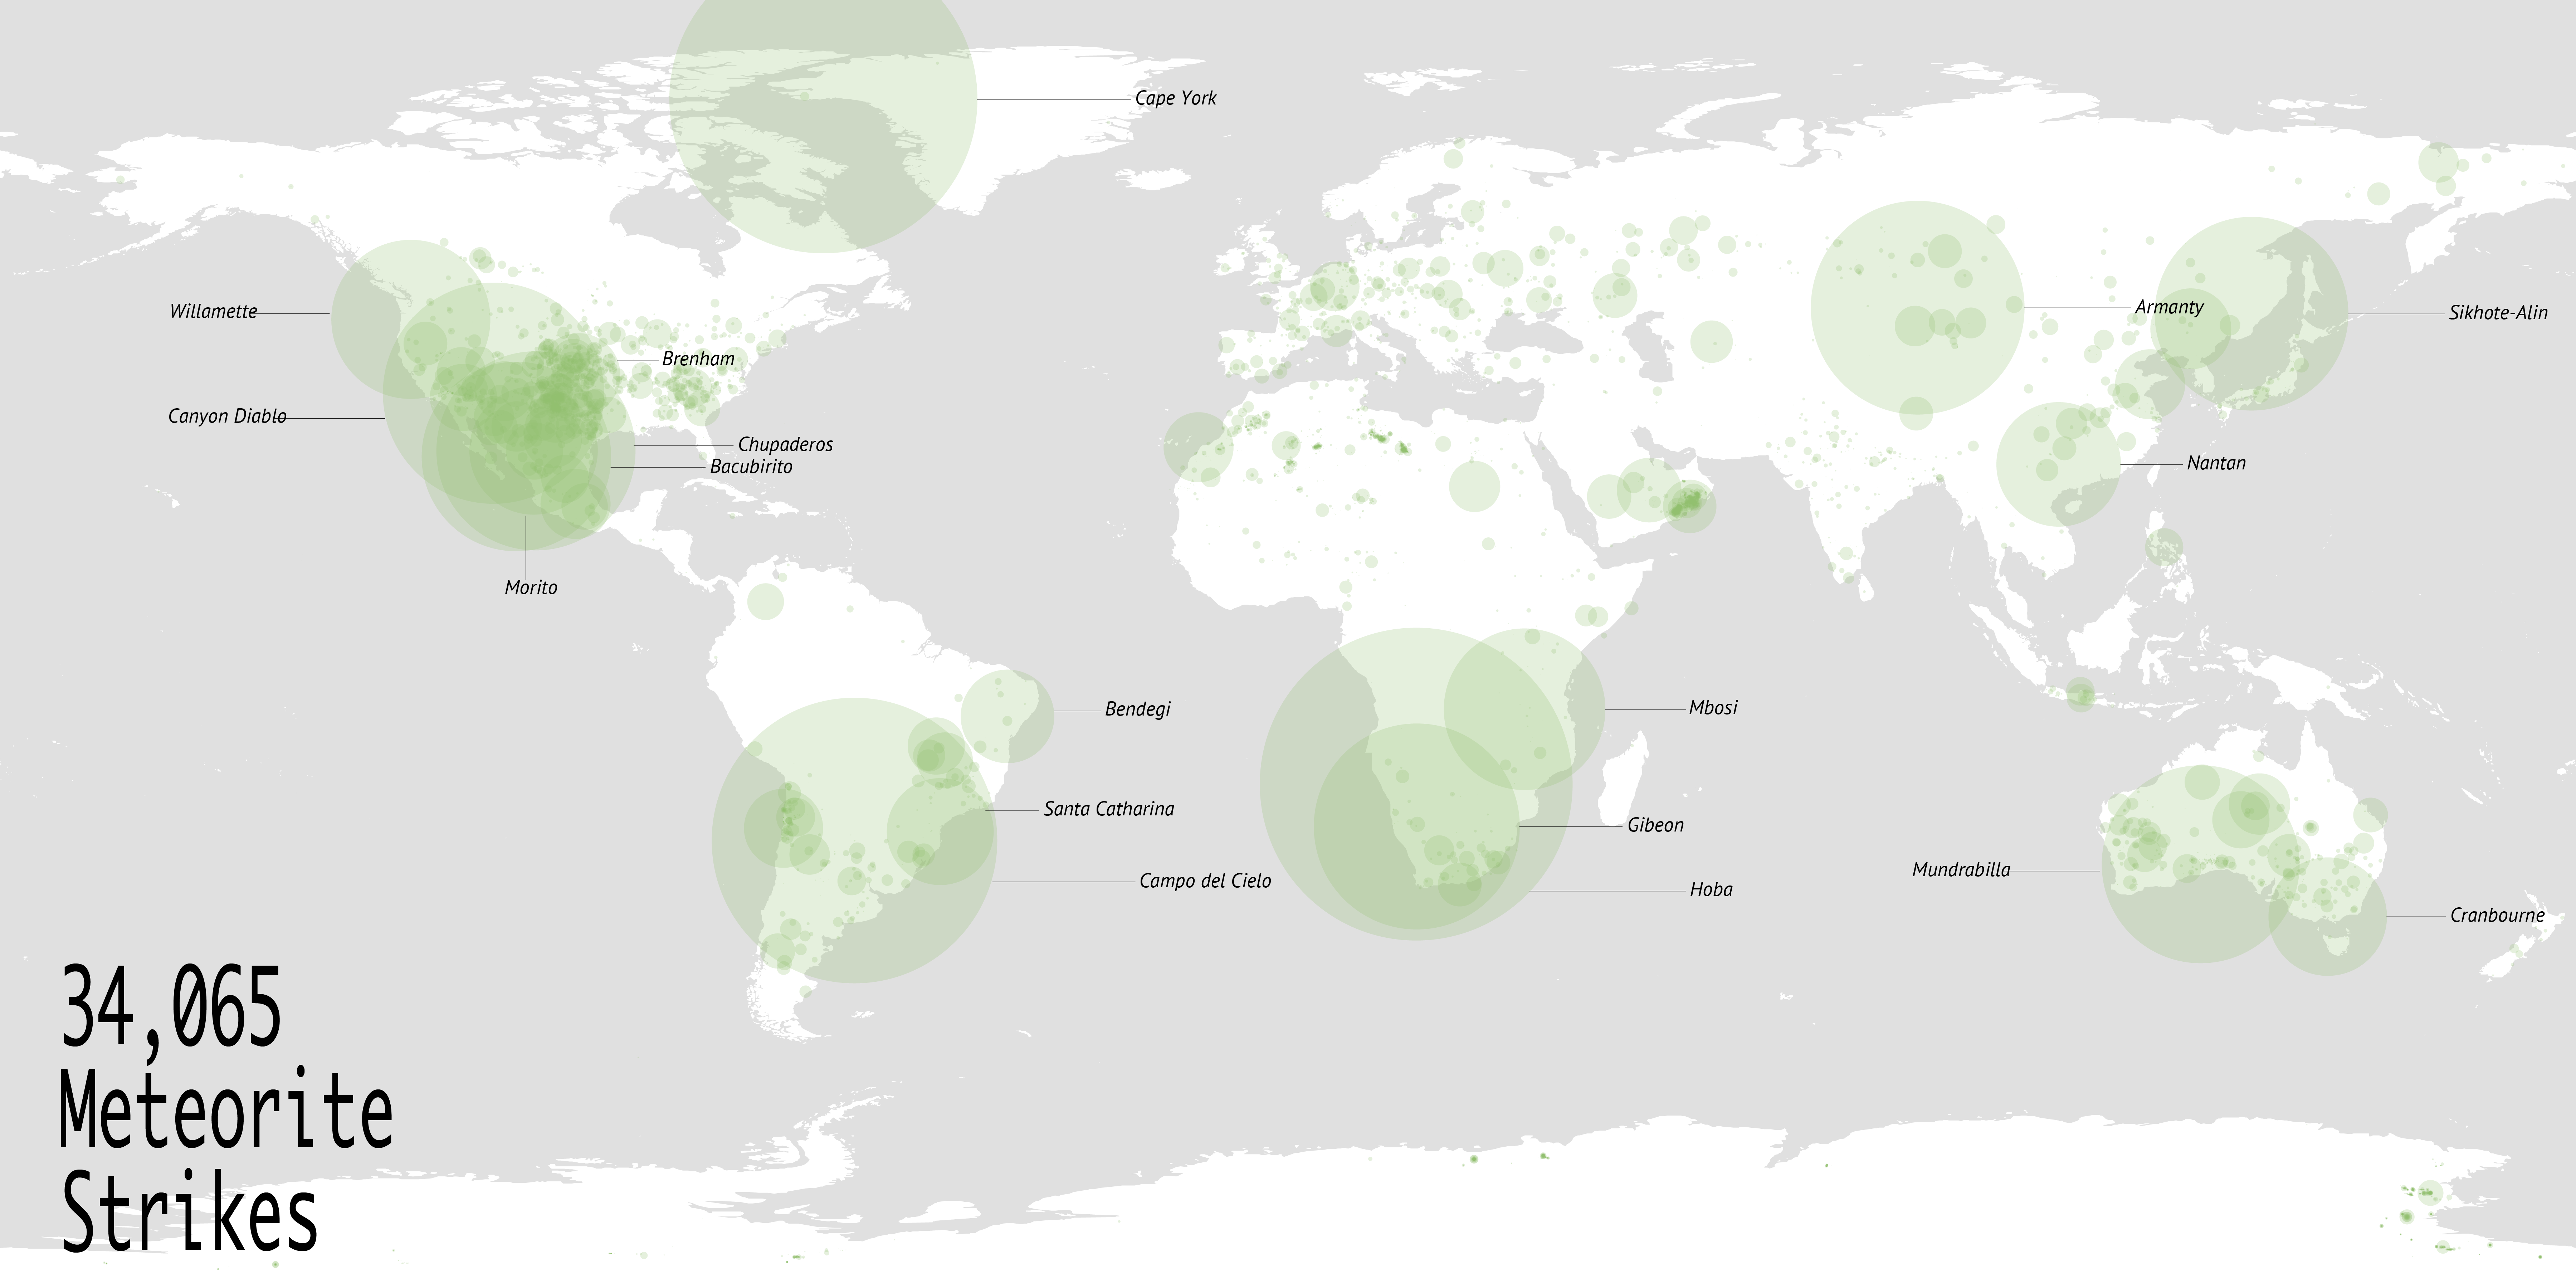 Cape York
Willamette
Armanty
Sikhote-Alin
Brenham
Canyon Diablo
Chupaderos
Bacubirito
Nantan
Morito
Bendegi
Mbosi
Santa Catharina
Gibeon
Mundrabilla
Campo del Cielo
Hoba
Cranbourne
34,065
Meteorite
Strikes